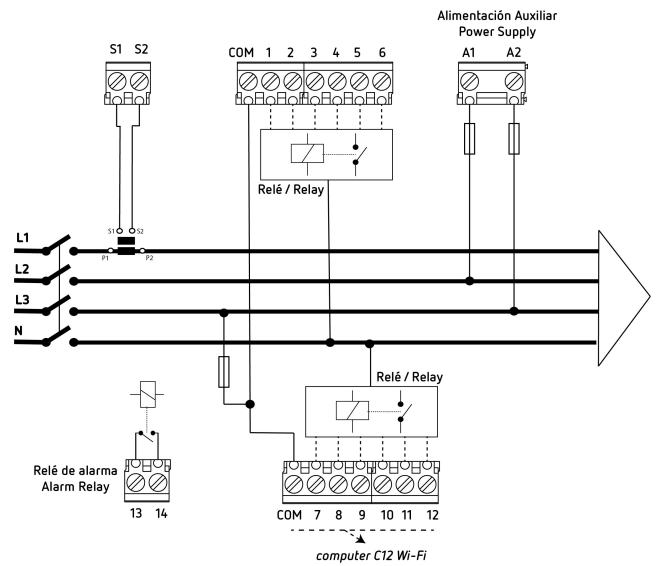 Alimentación Auxiliar
Power Supply
S1 S2
COM 1 2 3 4 5 6
A1 A2
Relé / Relay
S1 S2
P1 P2
L1
L2
L3
N
Relé / Relay
Relé de alarma
Alarm Relay
13 14
COM 7 8 9 10 11 12
computer C12 Wi-Fi